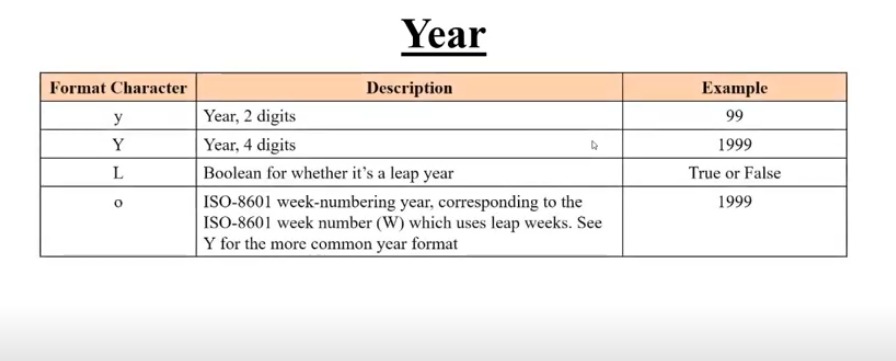 Year
Format Character Description Example
y Year, 2 digits 99
Y Year, 4 digits 1999
L Boolean for whether it's a leap year True or False
o ISO-8601 week-numbering year, corresponding to the 1999
ISO-8601 week number (W) which uses leap weeks. See
Y for the more common year format